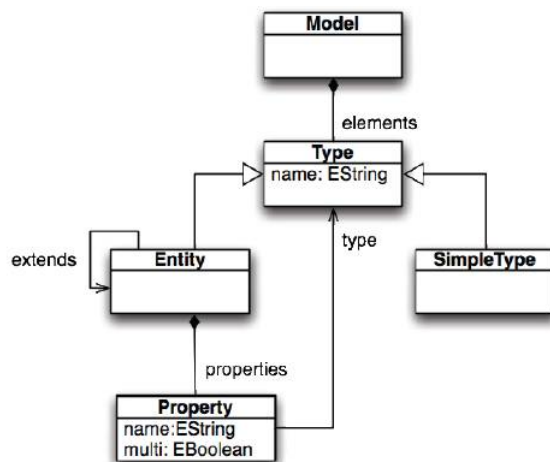 Model
elements
Type
name: EString
type
extends
Entity
SimpleType
properties
Property
name:EString
multi: EBoolean